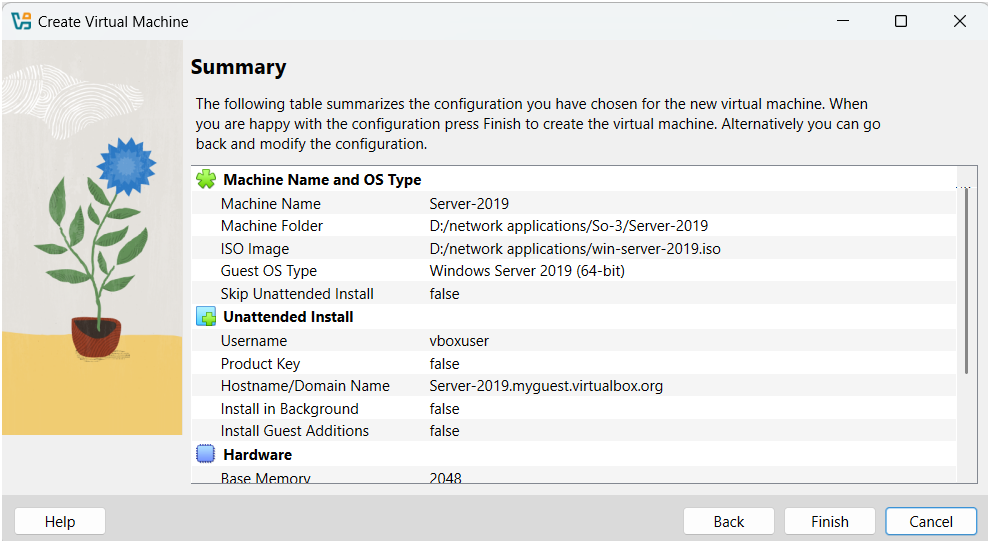 Create Virtual Machine
Summary
The following table summarizes the configuration you have chosen for the new virtual machine. When
you are happy with the configuration press Finish to create the virtual machine. Alternatively you can go
back and modify the configuration.
Machine Name and OS Type
Machine Name Server-2019
Machine Folder D:/network applications/So-3/Server-2019
ISO Image D:/network applications/win-server-2019.iso
Guest OS Type Windows Server 2019 (64-bit)
Skip Unattended Install false
Unattended Install
Username vboxuser
Product Key false
Hostname/Domain Name Server-2019.myguest.virtualbox.org
Install in Background false
Install Guest Additions false
Hardware
Base Memory 2048
Help Back Finish Cancel